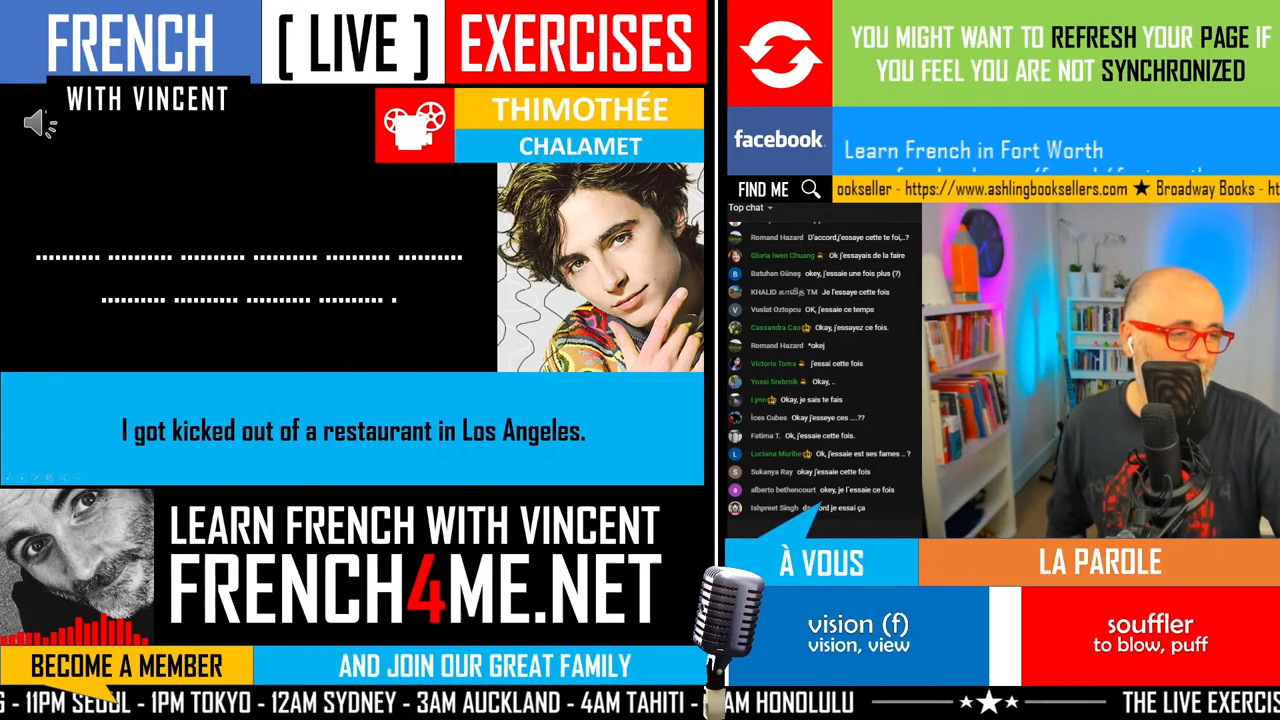 FRENCH
[ LIVE ]
EXERCISES
WITH VINCENT
THIMOTHÉE
CHALAMET
.......... .......... .......... .......... .......... ..........
.......... .......... .......... .......... .
I got kicked out of a restaurant in Los Angeles.
LEARN FRENCH WITH VINCENT
FRENCH4ME.NET
BECOME A MEMBER
AND JOIN OUR GREAT FAMILY
YOU MIGHT WANT TO REFRESH YOUR PAGE IF
YOU FEEL YOU ARE NOT SYNCHRONIZED
facebook.
Learn French in Fort Worth
FIND ME
ookseller - https://www.ashlingbooksellers.com ★ Broadway Books - ht
Top chat
Romand Hazard D'accord,j'essaye cette te foi,..?
Gloria Iwen Chuang Ok j'essayais de la faire
Batuhan Güneş okey, j'essaie une fois plus (?)
KHALID காலித் TM Je l'essaye cette fois
Vuslat Oztopcu OK, j'essaie ce temps
Cassandra Cao Okay, j'essayez ce fois.
Romand Hazard *okej
Victoria Toma j'essai cette fois
Yossi Srebrnik Okay, ..
Lynn Okay, je sais te fais
İces Cubes Okay j'esseye ces ....??
Fatima T. Ok, j'essaie cette fois.
Luciana Moribe Ok, j'essaie est ses fames .. ?
Sukanya Ray okay j'essaie cette fois
alberto bethencourt okey, je l'essaie ce fois
Ishpreet Singh ord je essai ça
À VOUS
LA PAROLE
vision (f)
vision, view
souffler
to blow, puff
- 11PM SEOUL - 1PM TOKYO - 12AM SYDNEY - 3AM AUCKLAND - 4AM TAHITI - AM HONOLULU
THE LIVE EXERCIS